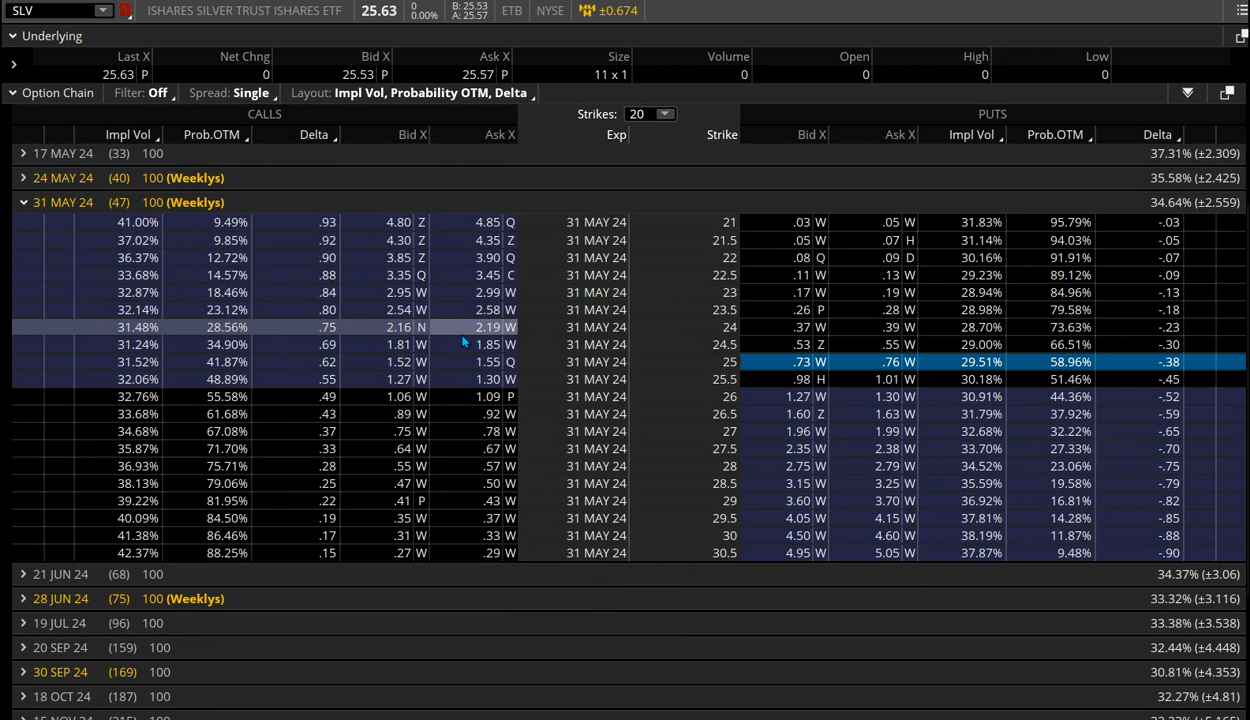 SLV ISHARES SILVER TRUST ISHARES ETF 25.63 0 0.00% B: 25.53 A: 25.57 ETB NYSE ±0.674
Underlying
Last X Net Chng Bid X Ask X Size Volume Open High Low
25.63 P 0 25.53 P 25.57 P 11 x 1 0 0 0 0
Option Chain Filter: Off Spread: Single Layout: Impl Vol, Probability OTM, Delta
CALLS Strikes: 20 PUTS
Impl Vol Prob.OTM Delta Bid X Ask X Exp Strike Bid X Ask X Impl Vol Prob.OTM Delta
17 MAY 24 (33) 100 37.31% (±2.309)
24 MAY 24 (40) 100 (Weeklys) 35.58% (±2.425)
31 MAY 24 (47) 100 (Weeklys) 34.64% (±2.559)
41.00% 9.49% .93 4.80 Z 4.85 Q 31 MAY 24 21 .03 W .05 W 31.83% 95.79% -.03
37.02% 9.85% .92 4.30 Z 4.35 Z 31 MAY 24 21.5 .05 W .07 H 31.14% 94.03% -.05
36.37% 12.72% .90 3.85 Z 3.90 Q 31 MAY 24 22 .08 Q .09 D 30.16% 91.91% -.07
33.68% 14.57% .88 3.35 Q 3.45 C 31 MAY 24 22.5 .11 W .13 W 29.23% 89.12% -.09
32.87% 18.46% .84 2.95 W 2.99 W 31 MAY 24 23 .17 W .19 W 28.94% 84.96% -.13
32.14% 23.12% .80 2.54 W 2.58 W 31 MAY 24 23.5 .26 P .28 W 28.98% 79.58% -.18
31.48% 28.56% .75 2.16 N 2.19 W 31 MAY 24 24 .37 W .39 W 28.70% 73.63% -.23
31.24% 34.90% .69 1.81 W 1.85 W 31 MAY 24 24.5 .53 Z .55 W 29.00% 66.51% -.30
31.52% 41.87% .62 1.52 W 1.55 Q 31 MAY 24 25 .73 W .76 W 29.51% 58.96% -.38
32.06% 48.89% .55 1.27 W 1.30 W 31 MAY 24 25.5 .98 H 1.01 W 30.18% 51.46% -.45
32.76% 55.58% .49 1.06 W 1.09 P 31 MAY 24 26 1.27 W 1.30 W 30.91% 44.36% -.52
33.68% 61.68% .43 .89 W .92 W 31 MAY 24 26.5 1.60 Z 1.63 W 31.79% 37.92% -.59
34.68% 67.08% .37 .75 W .78 W 31 MAY 24 27 1.96 W 1.99 W 32.68% 32.22% -.65
35.87% 71.70% .33 .64 W .67 W 31 MAY 24 27.5 2.35 W 2.38 W 33.70% 27.33% -.70
36.93% 75.71% .28 .55 W .57 W 31 MAY 24 28 2.75 W 2.79 W 34.52% 23.06% -.75
38.13% 79.06% .25 .47 W .50 W 31 MAY 24 28.5 3.15 W 3.25 W 35.59% 19.58% -.79
39.22% 81.95% .22 .41 P .43 W 31 MAY 24 29 3.60 W 3.70 W 36.92% 16.81% -.82
40.09% 84.50% .19 .35 W .37 W 31 MAY 24 29.5 4.05 W 4.15 W 37.81% 14.28% -.85
41.38% 86.46% .17 .31 W .33 W 31 MAY 24 30 4.50 W 4.60 W 38.19% 11.87% -.88
42.37% 88.25% .15 .27 W .29 W 31 MAY 24 30.5 4.95 W 5.05 W 37.87% 9.48% -.90
21 JUN 24 (68) 100 34.37% (±3.06)
28 JUN 24 (75) 100 (Weeklys) 33.32% (±3.116)
19 JUL 24 (96) 100 33.38% (±3.538)
20 SEP 24 (159) 100 32.44% (±4.448)
30 SEP 24 (169) 100 30.81% (±4.353)
18 OCT 24 (187) 100 32.27% (±4.81)